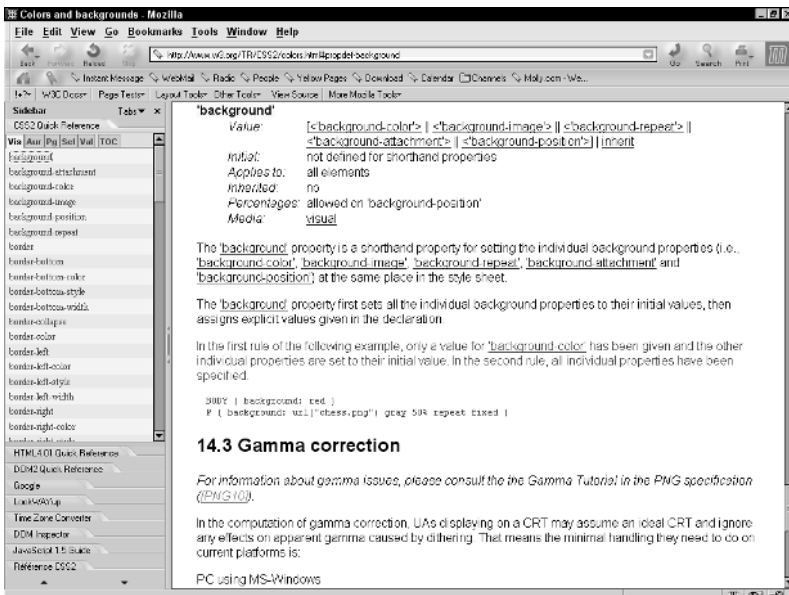 Colors and backgrounds - Mozilla
File Edit View Go Bookmarks Tools Window Help
Back Forward Reload Stop http://www.w3.org/TR/CSS2/colors.html#propdef-background Go Search Print
Instant Message WebMail Radio People Yellow Pages Download Calendar Channels Molly.com - We...
W3C Docs Page Tests Layout Tools Other Tools View Source More Mozilla Tools
Sidebar Tabs
CSS2 Quick Reference
Vis Aur Pg Sel Val TOC
background
background-attachment
background-color
background-image
background-position
background-repeat
border
border-bottom
border-bottom-color
border-bottom-style
border-bottom-width
border-collapse
border-color
border-left
border-left-color
border-left-style
border-left-width
border-right
border-right-color
border-right-style
HTML4.01 Quick Reference
DOM2 Quick Reference
Google
LookWAYup
Time Zone Converter
DOM Inspector
JavaScript 1.5 Guide
Référence CSS2
'background'
Value: [<'background-color'> || <'background-image'> || <'background-repeat'> ||
<'background-attachment'> || <'background-position'>] | inherit
Initial: not defined for shorthand properties
Applies to: all elements
Inherited: no
Percentages: allowed on 'background-position'
Media: visual
The 'background' property is a shorthand property for setting the individual background properties (i.e.,
'background-color', 'background-image', 'background-repeat', 'background-attachment' and
'background-position') at the same place in the style sheet.
The 'background' property first sets all the individual background properties to their initial values, then
assigns explicit values given in the declaration.
In the first rule of the following example, only a value for 'background-color' has been given and the other
individual properties are set to their initial value. In the second rule, all individual properties have been
specified.
BODY { background: red }
P { background: url("chess.png") gray 50% repeat fixed }
14.3 Gamma correction
For information about gamma issues, please consult the the Gamma Tutorial in the PNG specification
([PNG10]).
In the computation of gamma correction, UAs displaying on a CRT may assume an ideal CRT and ignore
any effects on apparent gamma caused by dithering. That means the minimal handling they need to do on
current platforms is:
PC using MS-Windows